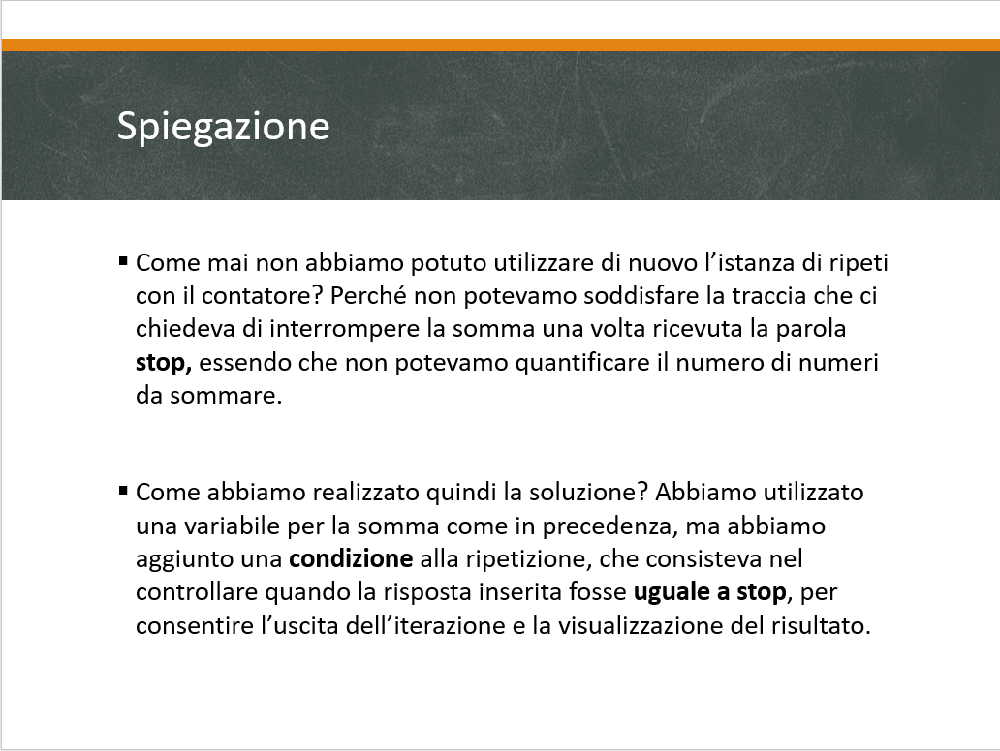 Spiegazione
▪ Come mai non abbiamo potuto utilizzare di nuovo l’istanza di ripeti
con il contatore? Perché non potevamo soddisfare la traccia che ci
chiedeva di interrompere la somma una volta ricevuta la parola
stop, essendo che non potevamo quantificare il numero di numeri
da sommare.
▪ Come abbiamo realizzato quindi la soluzione? Abbiamo utilizzato
una variabile per la somma come in precedenza, ma abbiamo
aggiunto una condizione alla ripetizione, che consisteva nel
controllare quando la risposta inserita fosse uguale a stop, per
consentire l’uscita dell’iterazione e la visualizzazione del risultato.